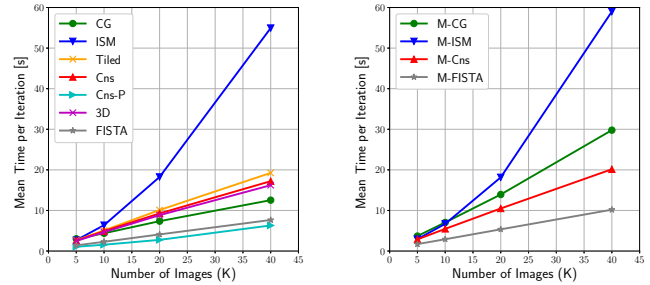 60
50
40
30
20
10
0
0 5 10 15 20 25 30 35 40 45
Mean Time per Iteration [s]
Number of Images (K)
CG
ISM
Tiled
Cns
Cns-P
3D
FISTA
60
50
40
30
20
10
0
0 5 10 15 20 25 30 35 40 45
Mean Time per Iteration [s]
Number of Images (K)
M-CG
M-ISM
M-Cns
M-FISTA